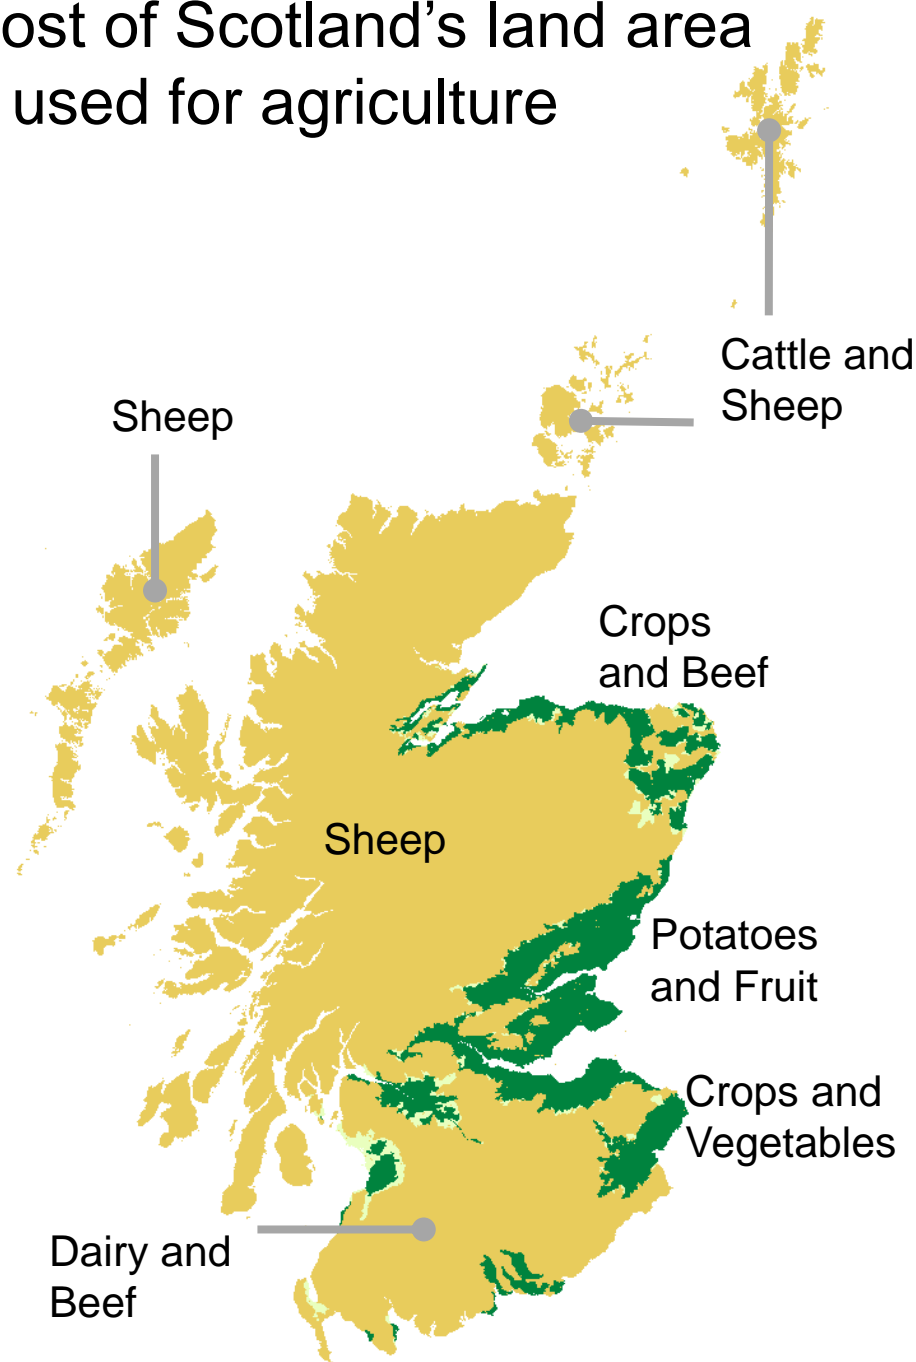 ost of Scotland’s land area
used for agriculture
Cattle and
Sheep
Sheep
Crops
and Beef
Sheep
Potatoes
and Fruit
Crops and
Vegetables
Dairy and
Beef